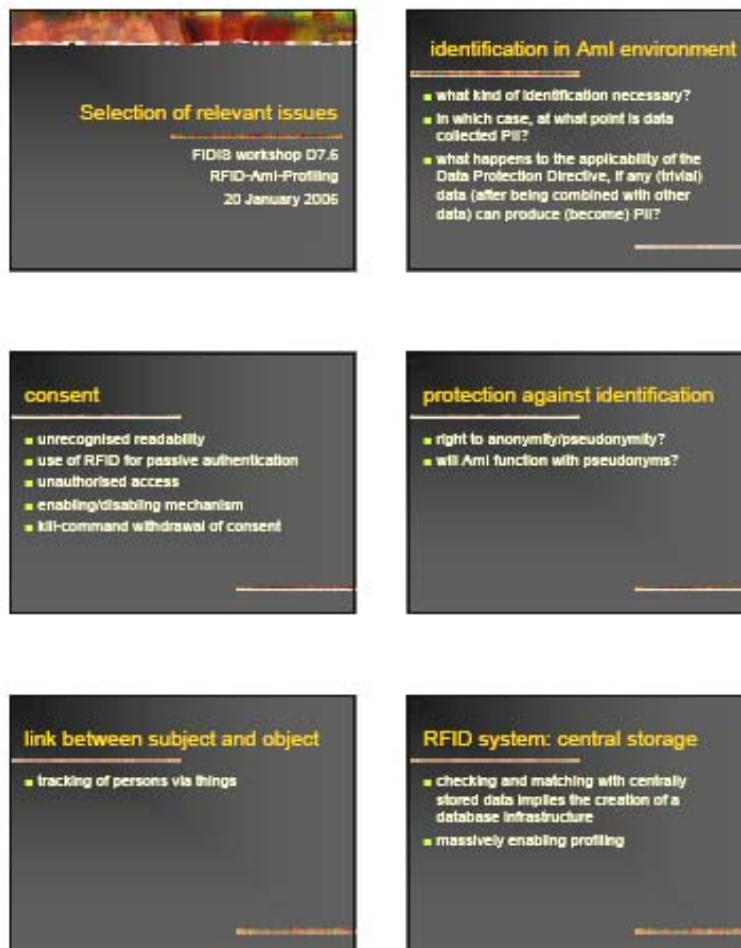 Selection of relevant issues
FIDIS workshop D7.6
RFID-AmI-Profiling
20 January 2006
identification in AmI environment
what kind of identification necessary?
in which case, at what point is data
collected PII?
what happens to the applicability of the
Data Protection Directive, if any (trivial)
data (after being combined with other
data) can produce (become) PII?
consent
unrecognised readability
use of RFID for passive authentication
unauthorised access
enabling/disabling mechanism
kill-command withdrawal of consent
protection against identification
right to anonymity/pseudonymity?
will AmI function with pseudonyms?
link between subject and object
tracking of persons via things
RFID system: central storage
checking and matching with centrally
stored data implies the creation of a
database infrastructure
massively enabling profiling